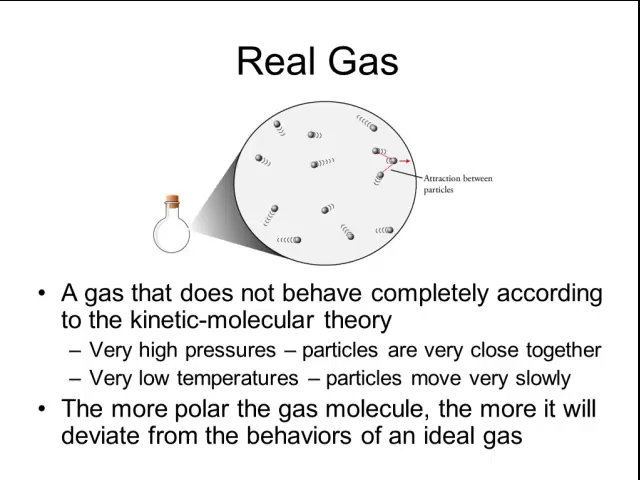 Real Gas
Attraction between
particles
• A gas that does not behave completely according
to the kinetic-molecular theory
– Very high pressures – particles are very close together
– Very low temperatures – particles move very slowly
• The more polar the gas molecule, the more it will
deviate from the behaviors of an ideal gas